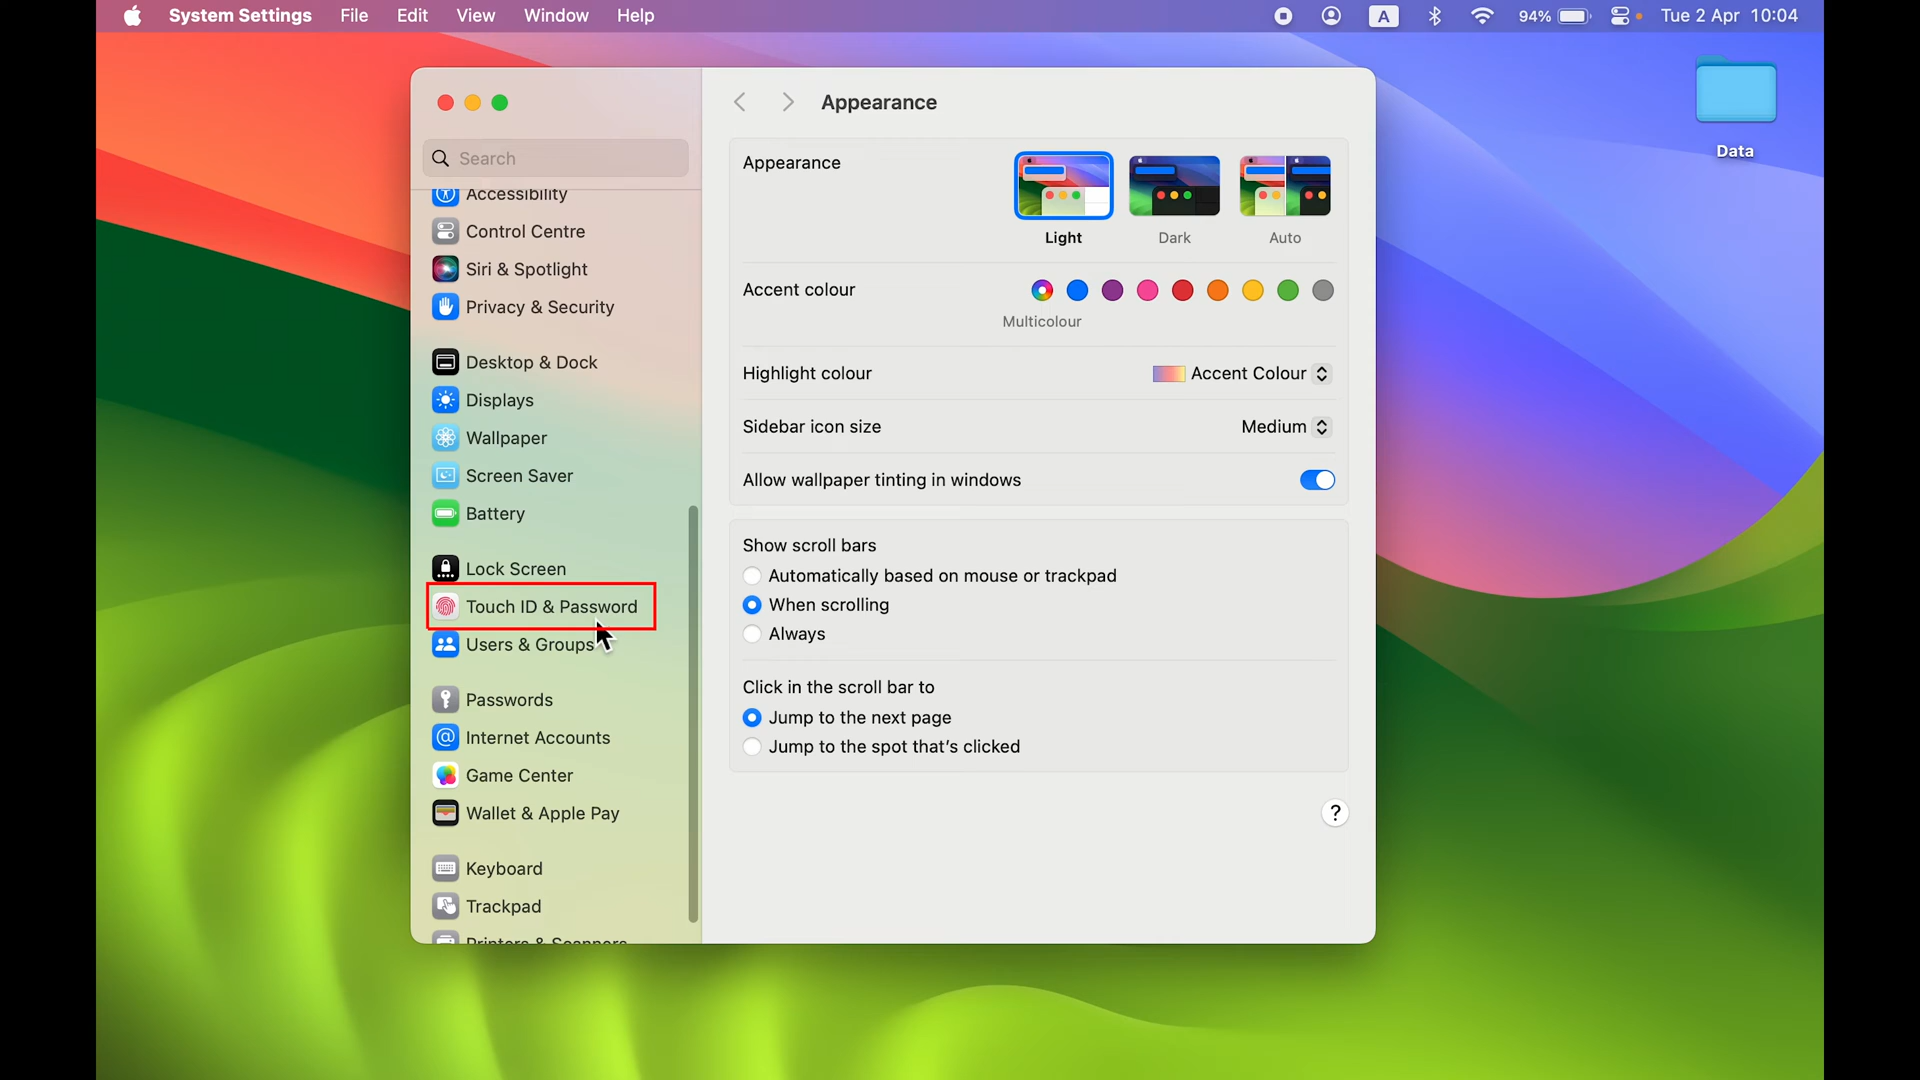 System Settings File Edit View Window Help A 94% Tue 2 Apr 10:04
Data
Search
Accessibility
Control Centre
Siri & Spotlight
Privacy & Security
Desktop & Dock
Displays
Wallpaper
Screen Saver
Battery
Lock Screen
Touch ID & Password
Users & Groups
Passwords
Internet Accounts
Game Center
Wallet & Apple Pay
Keyboard
Trackpad
Printers & Scanners
Appearance
Appearance
Light Dark Auto
Accent colour
Multicolour
Highlight colour Accent Colour
Sidebar icon size Medium
Allow wallpaper tinting in windows
Show scroll bars
Automatically based on mouse or trackpad
When scrolling
Always
Click in the scroll bar to
Jump to the next page
Jump to the spot that's clicked
?